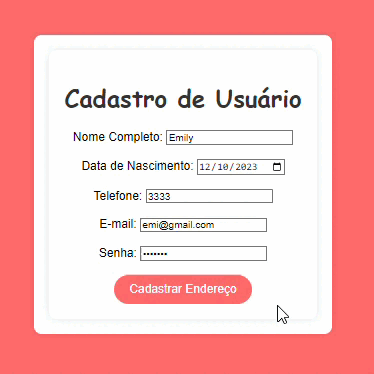 Cadastro de Usuário
Nome Completo: Emily
Data de Nascimento: 12/10/2023
Telefone: 3333
E-mail: emi@gmail.com
Senha: •••••••
Cadastrar Endereço